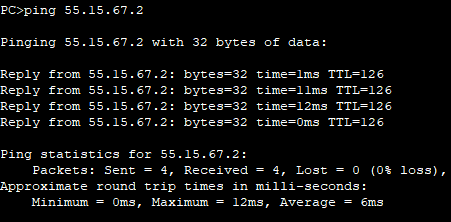 PC>ping 55.15.67.2
Pinging 55.15.67.2 with 32 bytes of data:
Reply from 55.15.67.2: bytes=32 time=1ms TTL=126
Reply from 55.15.67.2: bytes=32 time=11ms TTL=126
Reply from 55.15.67.2: bytes=32 time=12ms TTL=126
Reply from 55.15.67.2: bytes=32 time=0ms TTL=126
Ping statistics for 55.15.67.2:
Packets: Sent = 4, Received = 4, Lost = 0 (0% loss),
Approximate round trip times in milli-seconds:
Minimum = 0ms, Maximum = 12ms, Average = 6ms